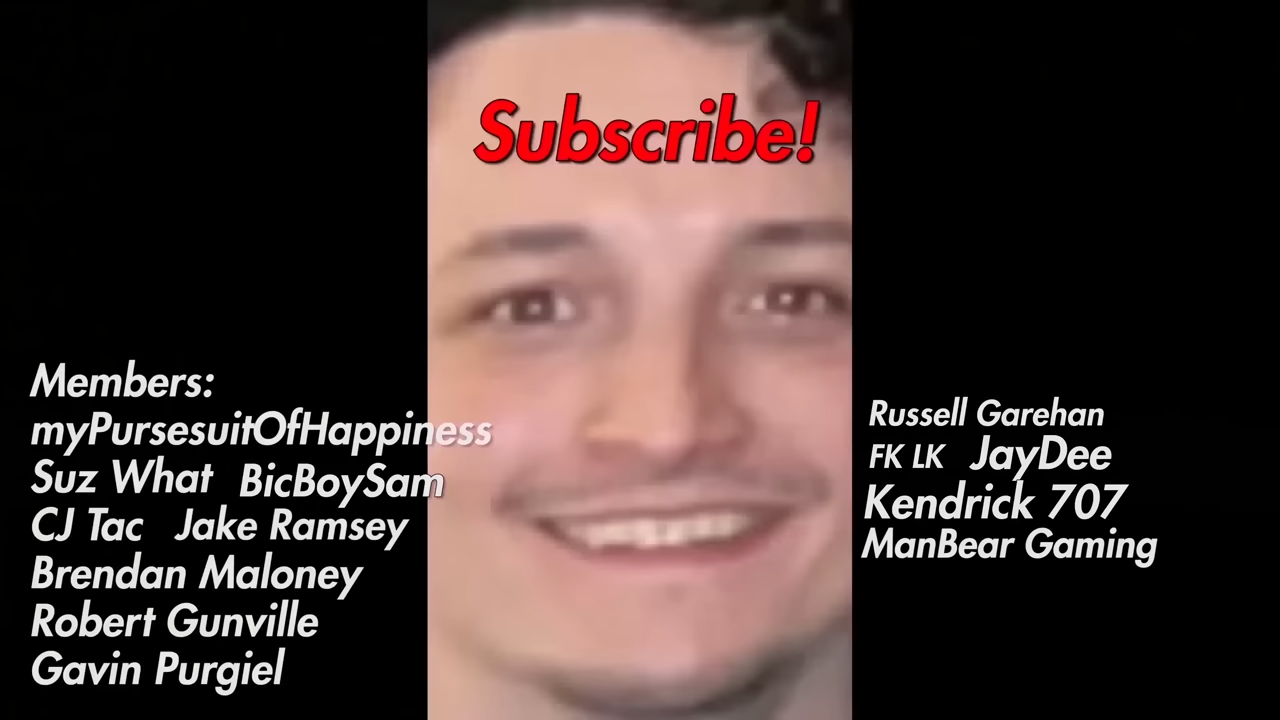 Subscribe!
Members:
myPursesuitOfHappiness
Suz What BicBoySam
CJ Tac Jake Ramsey
Brendan Maloney
Robert Gunville
Gavin Purgiel
Russell Garehan
FK LK JayDee
Kendrick 707
ManBear Gaming